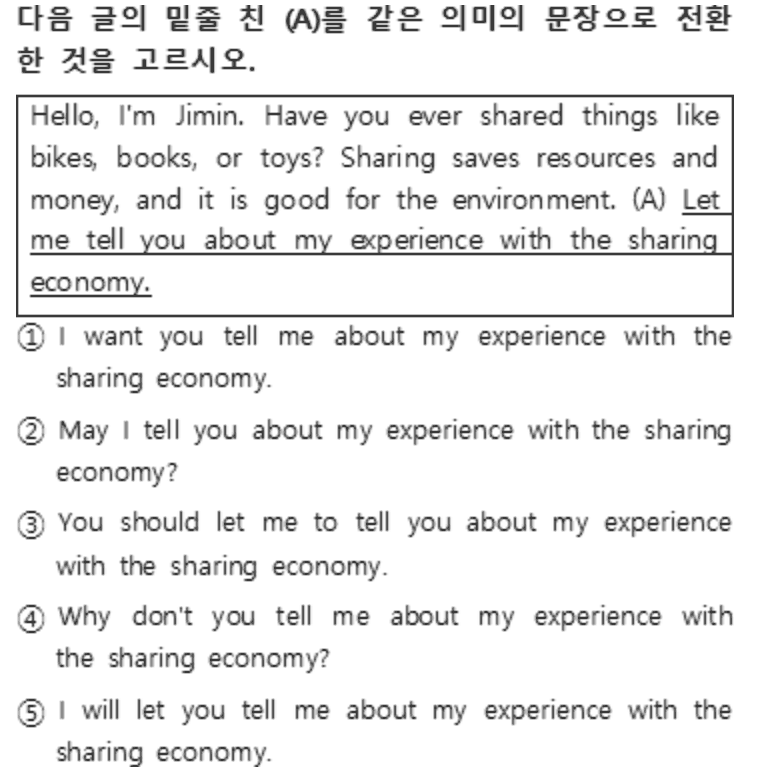 다음 글의 밑줄 친 (A)를 같은 의미의 문장으로 전환
한 것을 고르시오.
Hello, I'm Jimin. Have you ever shared things like
bikes, books, or toys? Sharing saves resources and
money, and it is good for the environment. (A) Let
me tell you about my experience with the sharing
economy.
① I want you tell me about my experience with the
sharing economy.
② May I tell you about my experience with the sharing
economy?
③ You should let me to tell you about my experience
with the sharing economy.
④ Why don't you tell me about my experience with
the sharing economy?
⑤ I will let you tell me about my experience with the
sharing economy.